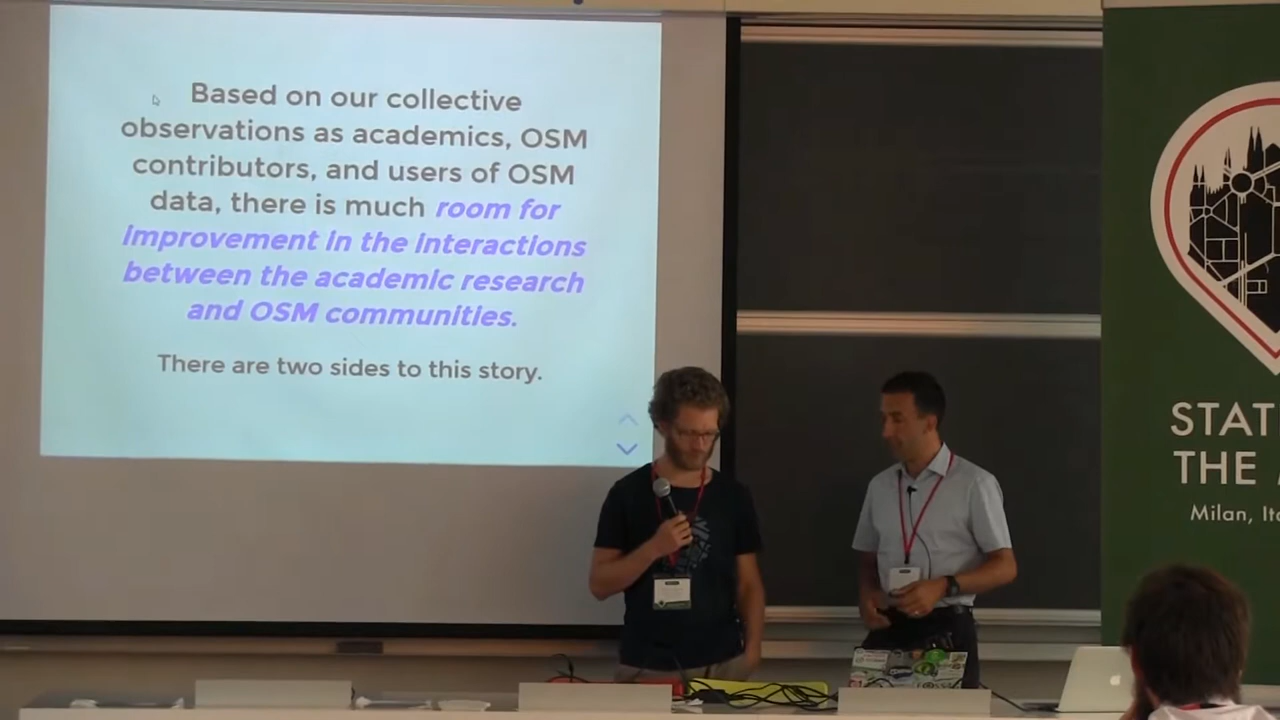 Based on our collective
observations as academics, OSM
contributors, and users of OSM
data, there is much room for
improvement in the interactions
between the academic research
and OSM communities.
There are two sides to this story.
STAT
THE
Milan, Ita